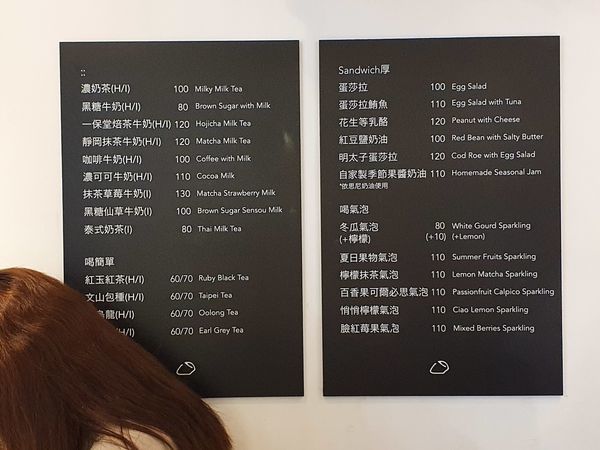 ::
濃奶茶(H/I) 100 Milky Milk Tea
黑糖牛奶(H/I) 80 Brown Sugar with Milk
一保堂焙茶牛奶(H/I) 120 Hojicha Milk Tea
靜岡抹茶牛奶(H/I) 120 Matcha Milk Tea
咖啡牛奶(H/I) 100 Coffee with Milk
濃可可牛奶(H/I) 110 Cocoa Milk
抹茶草莓牛奶(I) 130 Matcha Strawberry Milk
黑糖仙草牛奶(I) 100 Brown Sugar Sensou Milk
泰式奶茶(I) 80 Thai Milk Tea
喝簡單
紅玉紅茶(H/I) 60/70 Ruby Black Tea
文山包種(H/I) 60/70 Taipei Tea
烏龍(H/I) 60/70 Oolong Tea
(H/I) 60/70 Earl Grey Tea
Sandwich厚
蛋莎拉 100 Egg Salad
蛋莎拉鮪魚 110 Egg Salad with Tuna
花生等乳酪 120 Peanut with Cheese
紅豆鹽奶油 100 Red Bean with Salty Butter
明太子蛋莎拉 120 Cod Roe with Egg Salad
自家製季節果醬奶油 110 Homemade Seasonal Jam
*依思尼奶油使用
喝氣泡
冬瓜氣泡 80 White Gourd Sparkling
(+檸檬) (+10) (+Lemon)
夏日果物氣泡 110 Summer Fruits Sparkling
檸檬抹茶氣泡 110 Lemon Matcha Sparkling
百香果可爾必思氣泡 110 Passionfruit Calpico Sparkling
悄悄檸檬氣泡 110 Ciao Lemon Sparkling
臉紅莓果氣泡 110 Mixed Berries Sparkling